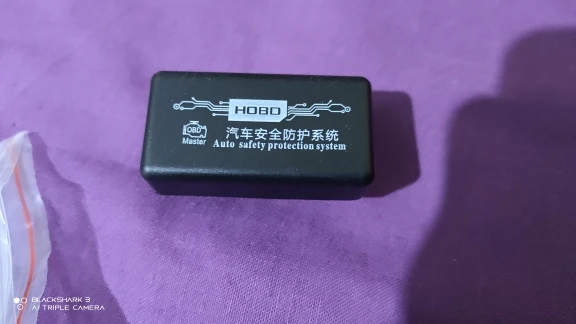 HOBD
OBD
Master
汽车安全防护系统
Auto safety protection system
BLACKSHARK 3
AI TRIPLE CAMERA